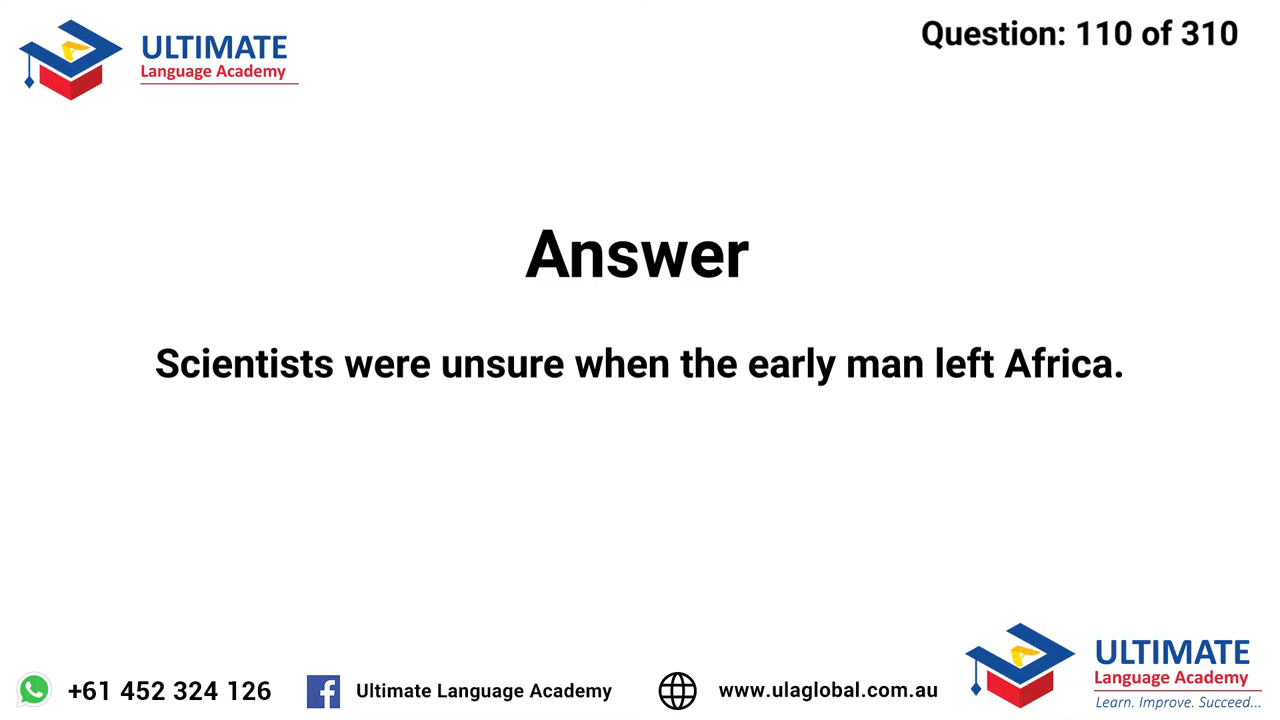 ULTIMATE
Language Academy
Question: 110 of 310
Answer
Scientists were unsure when the early man left Africa.
+61 452 324 126
Ultimate Language Academy
www.ulaglobal.com.au
ULTIMATE
Language Academy
Learn. Improve. Succeed...